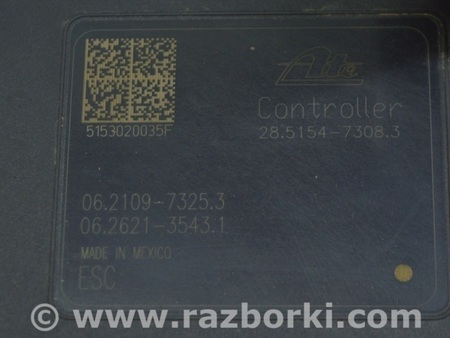 Ate
5153020035F
Controller
28.5154-7308.3
06.2109-7325.3
06.2621-3543.1
MADE IN MEXICO
ESC
© www.razborki.com